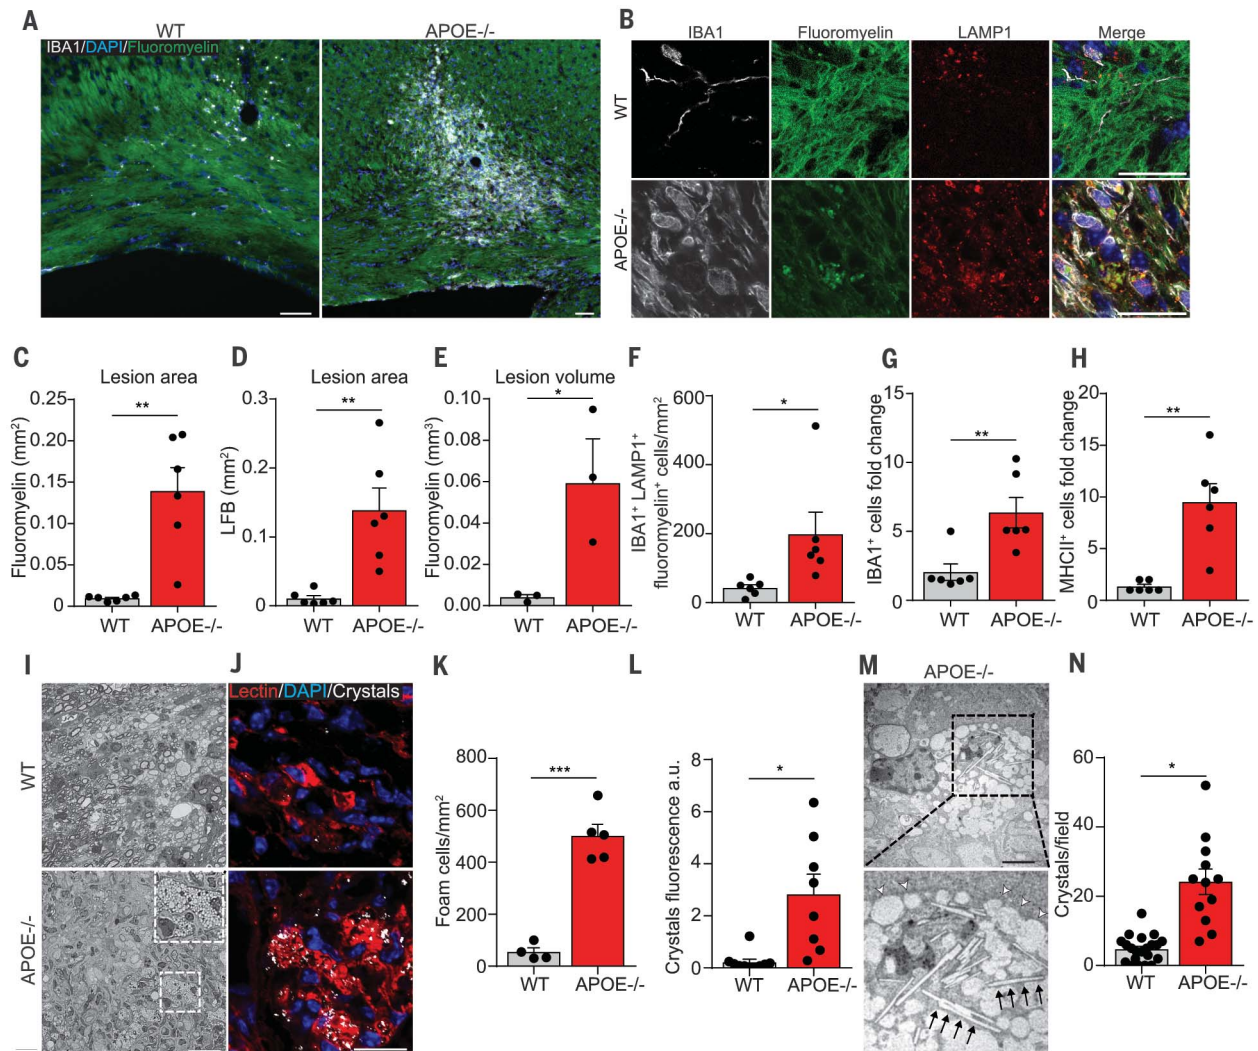 A
WT
APOE-/-
IBA1/DAPI/Fluoromyelin
B
IBA1
Fluoromyelin
LAMP1
Merge
WT
APOE-/-
C
Lesion area
**
Fluoromyelin (mm²)
0.25
0.20
0.15
0.10
0.05
0
WT
APOE-/-
D
Lesion area
**
LFB (mm²)
0.3
0.2
0.1
0
WT
APOE-/-
E
Lesion volume
*
Fluoromyelin (mm³)
0.10
0.08
0.06
0.04
0.02
0.00
WT
APOE-/-
F
*
IBA1⁺ LAMP1⁺
fluoromyelin⁺ cells/mm²
600
400
200
0
WT
APOE-/-
G
**
IBA1⁺ cells fold change
15
10
5
0
WT
APOE-/-
H
**
MHCII⁺ cells fold change
20
15
10
5
0
WT
APOE-/-
I
WT
APOE-/-
J
Lectin/DAPI/Crystals
K
***
Foam cells/mm²
800
600
400
200
0
WT
APOE-/-
L
*
Crystals fluorescence a.u.
8
6
4
2
0
WT
APOE-/-
M
APOE-/-
N
*
Crystals/field
60
40
20
0
WT
APOE-/-